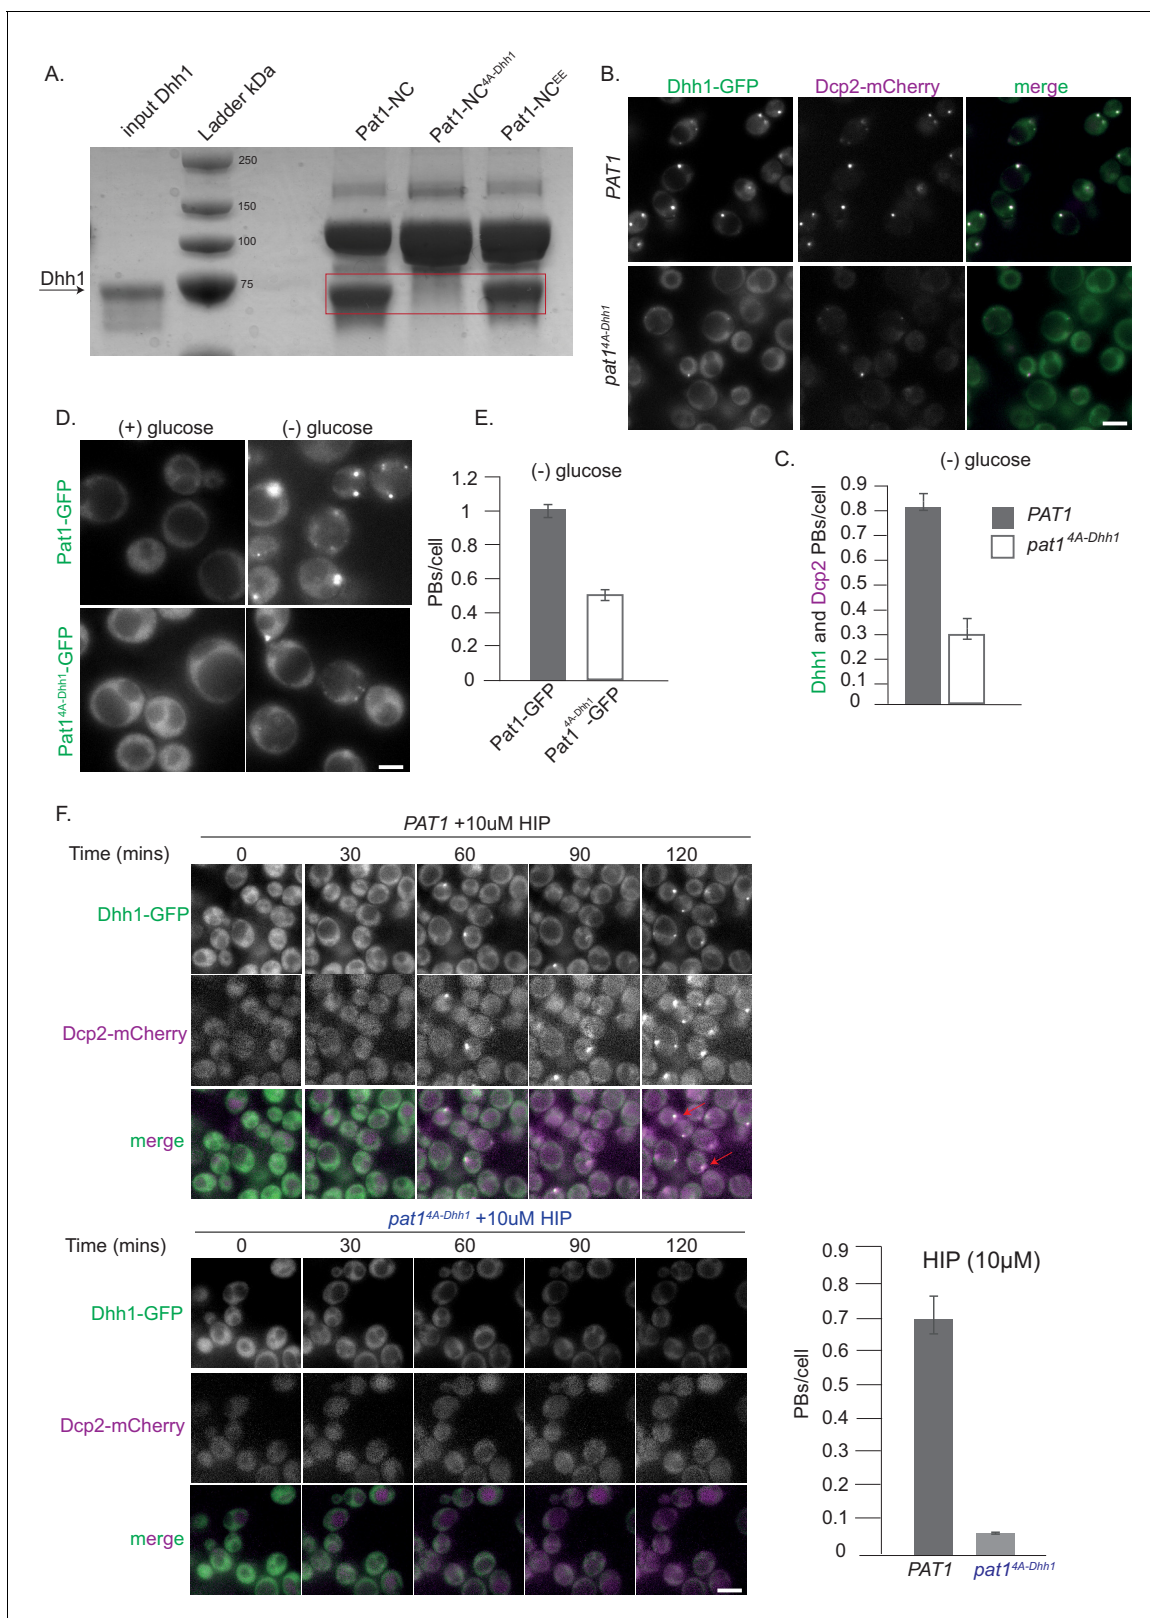 A.
input Dhh1
Ladder kDa
Pat1-NC
Pat1-NC4A-Dhh1
Pat1-NCEE
250
150
100
75
Dhh1
B.
Dhh1-GFP
Dcp2-mCherry
merge
PAT1
pat14A-Dhh1
C.
(-) glucose
0.9
0.8
0.7
0.6
0.5
0.4
0.3
0.2
0.1
0
Dhh1 and Dcp2 PBs/cell
PAT1
pat14A-Dhh1
D.
(+) glucose
(-) glucose
Pat1-GFP
Pat14A-Dhh1-GFP
E.
(-) glucose
1.2
1
0.8
0.6
0.4
0.2
0
PBs/cell
Pat1-GFP
Pat14A-Dhh1-GFP
F.
PAT1 +10uM HIP
Time (mins)
0
30
60
90
120
Dhh1-GFP
Dcp2-mCherry
merge
pat14A-Dhh1 +10uM HIP
Time (mins)
0
30
60
90
120
Dhh1-GFP
Dcp2-mCherry
merge
HIP (10µM)
0.9
0.8
0.7
0.6
0.5
0.4
0.3
0.2
0.1
0
PBs/cell
PAT1
pat14A-Dhh1